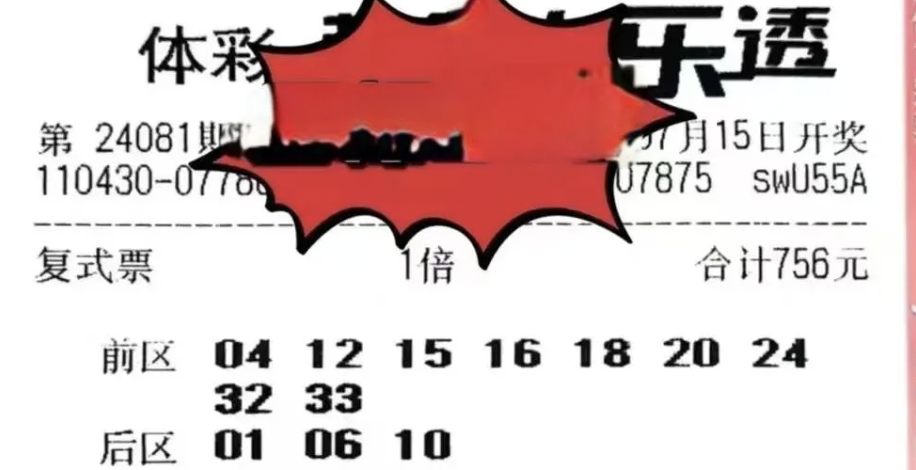 体彩 乐透
第 24081期 月15日开奖
110430-0778 U7875 swU55A
复式票 1倍 合计756元
前区 04 12 15 16 18 20 24
32 33
后区 01 06 10